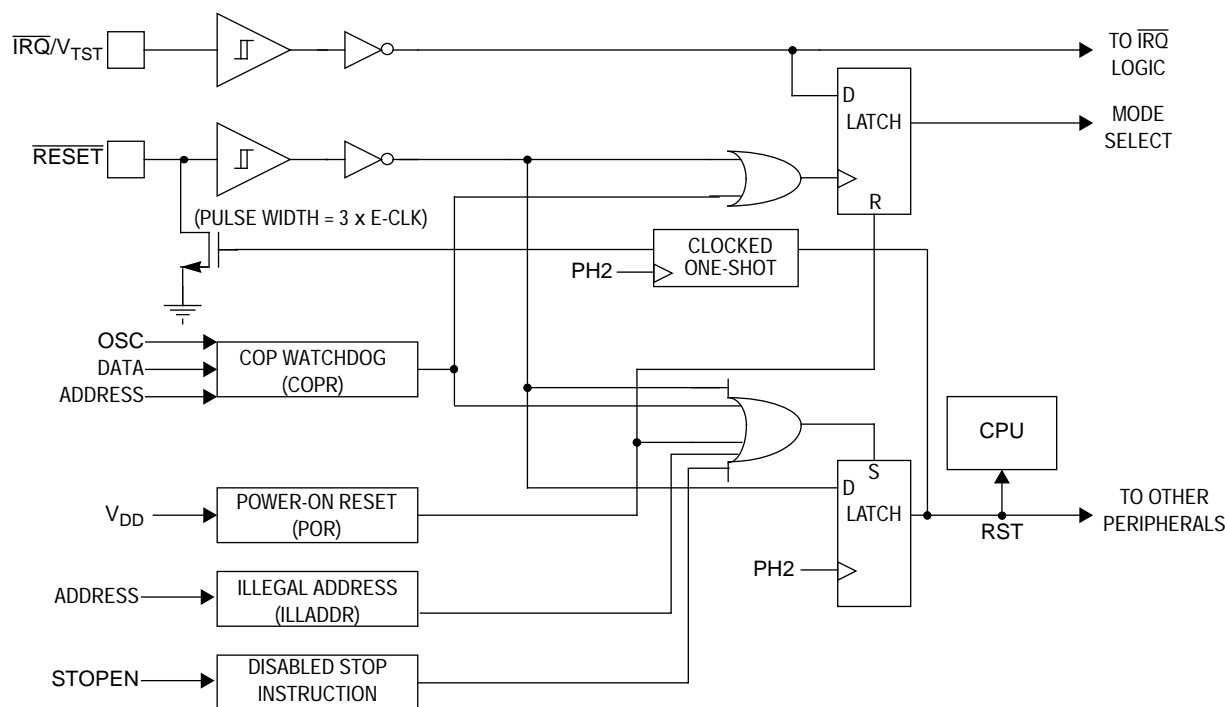 IRQ/VTST
TO IRQ
LOGIC
D
LATCH
MODE
SELECT
RESET
R
(PULSE WIDTH = 3 x E-CLK)
CLOCKED
ONE-SHOT
PH2
OSC
DATA
ADDRESS
COP WATCHDOG
(COPR)
CPU
S
D
LATCH
VDD
POWER-ON RESET
(POR)
TO OTHER
PERIPHERALS
RST
PH2
ADDRESS
ILLEGAL ADDRESS
(ILLADDR)
STOPEN
DISABLED STOP
INSTRUCTION